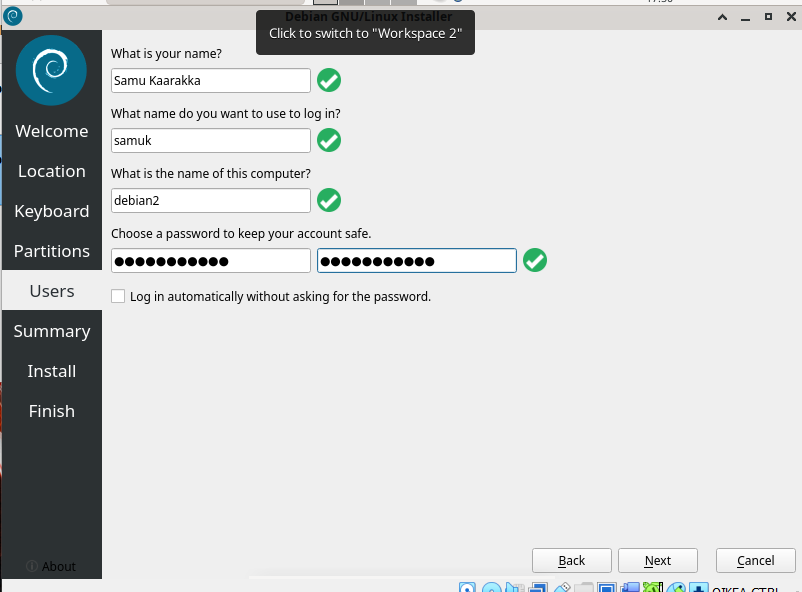 Debian GNU/Linux Installer
Click to switch to "Workspace 2"
Welcome
Location
Keyboard
Partitions
Users
Summary
Install
Finish
About
What is your name?
Samu Kaarakka
What name do you want to use to log in?
samuk
What is the name of this computer?
debian2
Choose a password to keep your account safe.
●●●●●●●●●●● ●●●●●●●●●●●
Log in automatically without asking for the password.
Back Next Cancel